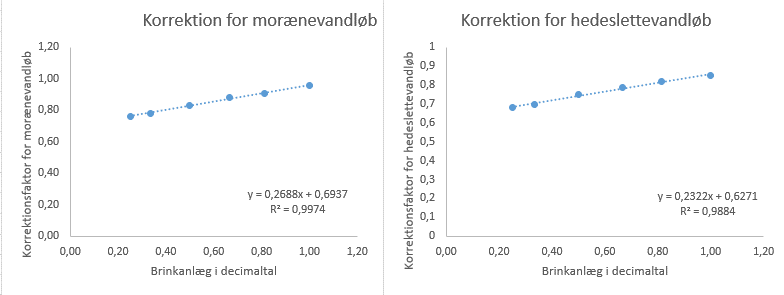 Korrektion for morænevandløb
Korrektionsfaktor for morænevandløb
1,20
1,00
0,80
0,60
0,40
0,20
0,00
y = 0,2688x + 0,6937
R² = 0,9974
0,00 0,20 0,40 0,60 0,80 1,00 1,20
Brinkanlæg i decimaltal
Korrektion for hedeslettevandløb
Korrektionsfaktor for hedeslettevandløb
1
0,9
0,8
0,7
0,6
0,5
0,4
0,3
0,2
0,1
0
y = 0,2322x + 0,6271
R² = 0,9884
0,00 0,20 0,40 0,60 0,80 1,00 1,20
Brinkanlæg i decimaltal